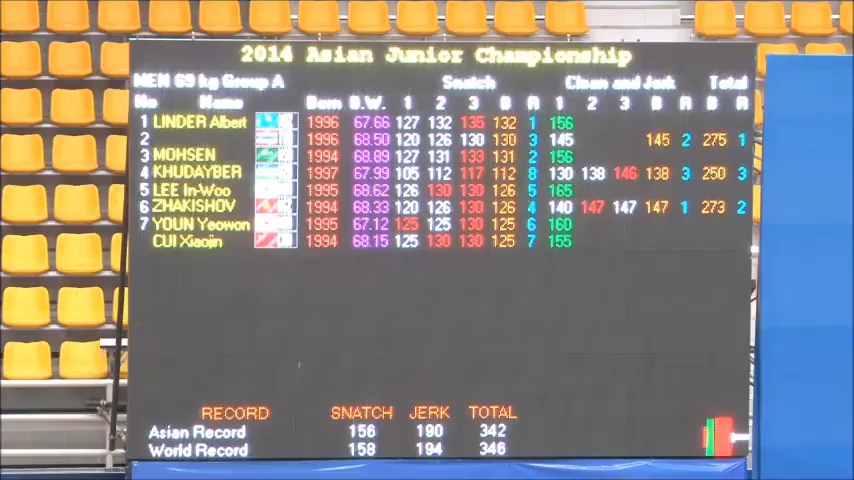 2014 Asian Junior Championship
MEN 69 kg Group A Snatch Clean and Jerk Total
No Name Born B.W. 1 2 3 B R 1 2 3 B R B R
1 LINDER Albert 1996 67.66 127 132 135 132 1 156
2 1996 68.50 120 126 130 130 3 145 145 2 275 1
3 MOHSEN 1994 68.89 127 131 133 131 2 156
4 KHUDAYBER 1997 67.99 105 112 117 112 8 130 138 146 138 3 250 3
5 LEE In-Woo 1995 68.62 126 130 130 126 5 165
6 ZHAKISHOV 1994 68.33 120 126 130 126 4 140 147 147 147 1 273 2
7 YOUN Yeowon 1995 67.12 125 125 130 125 6 160
CUI Xiaojin 1994 68.15 125 130 130 125 7 155
RECORD SNATCH JERK TOTAL
Asian Record 156 190 342
World Record 158 194 346